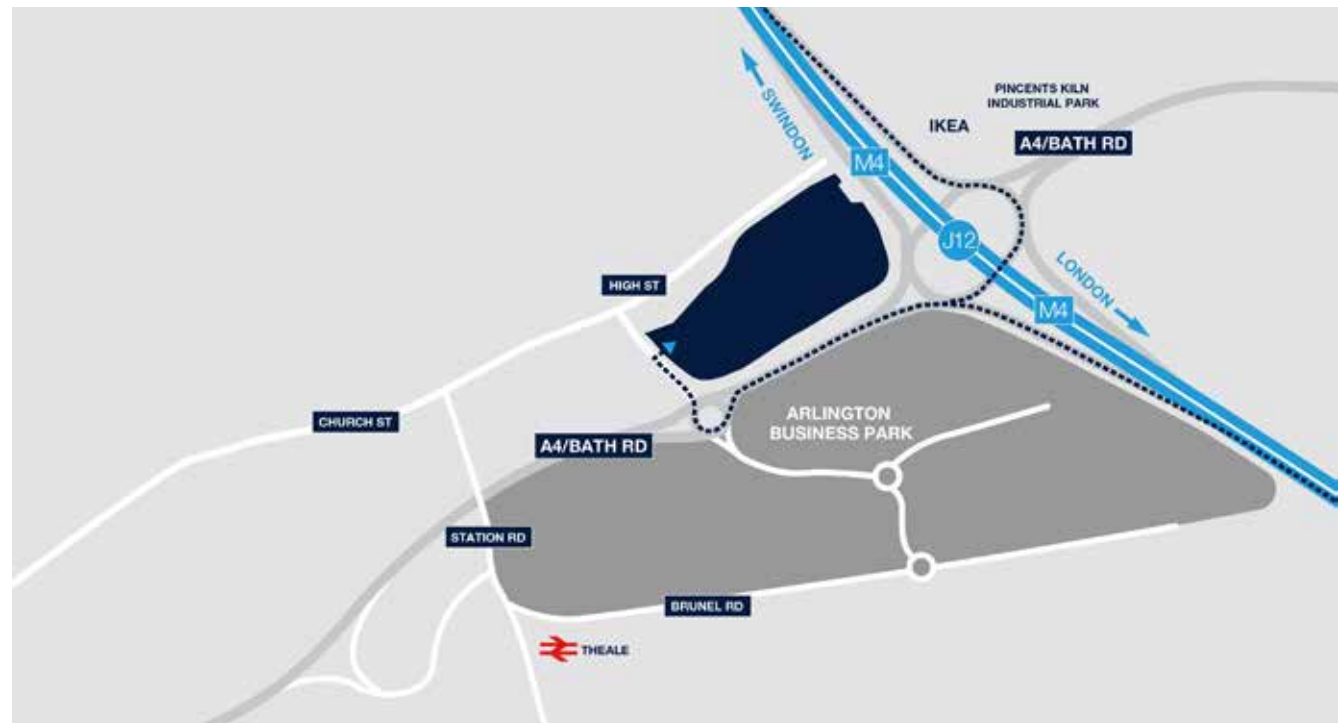 PINCENTS KILN
INDUSTRIAL PARK
IKEA
A4/BATH RD
SWINDON
M4
J12
LONDON
M4
HIGH ST
CHURCH ST
ARLINGTON
BUSINESS PARK
A4/BATH RD
STATION RD
BRUNEL RD
THEALE